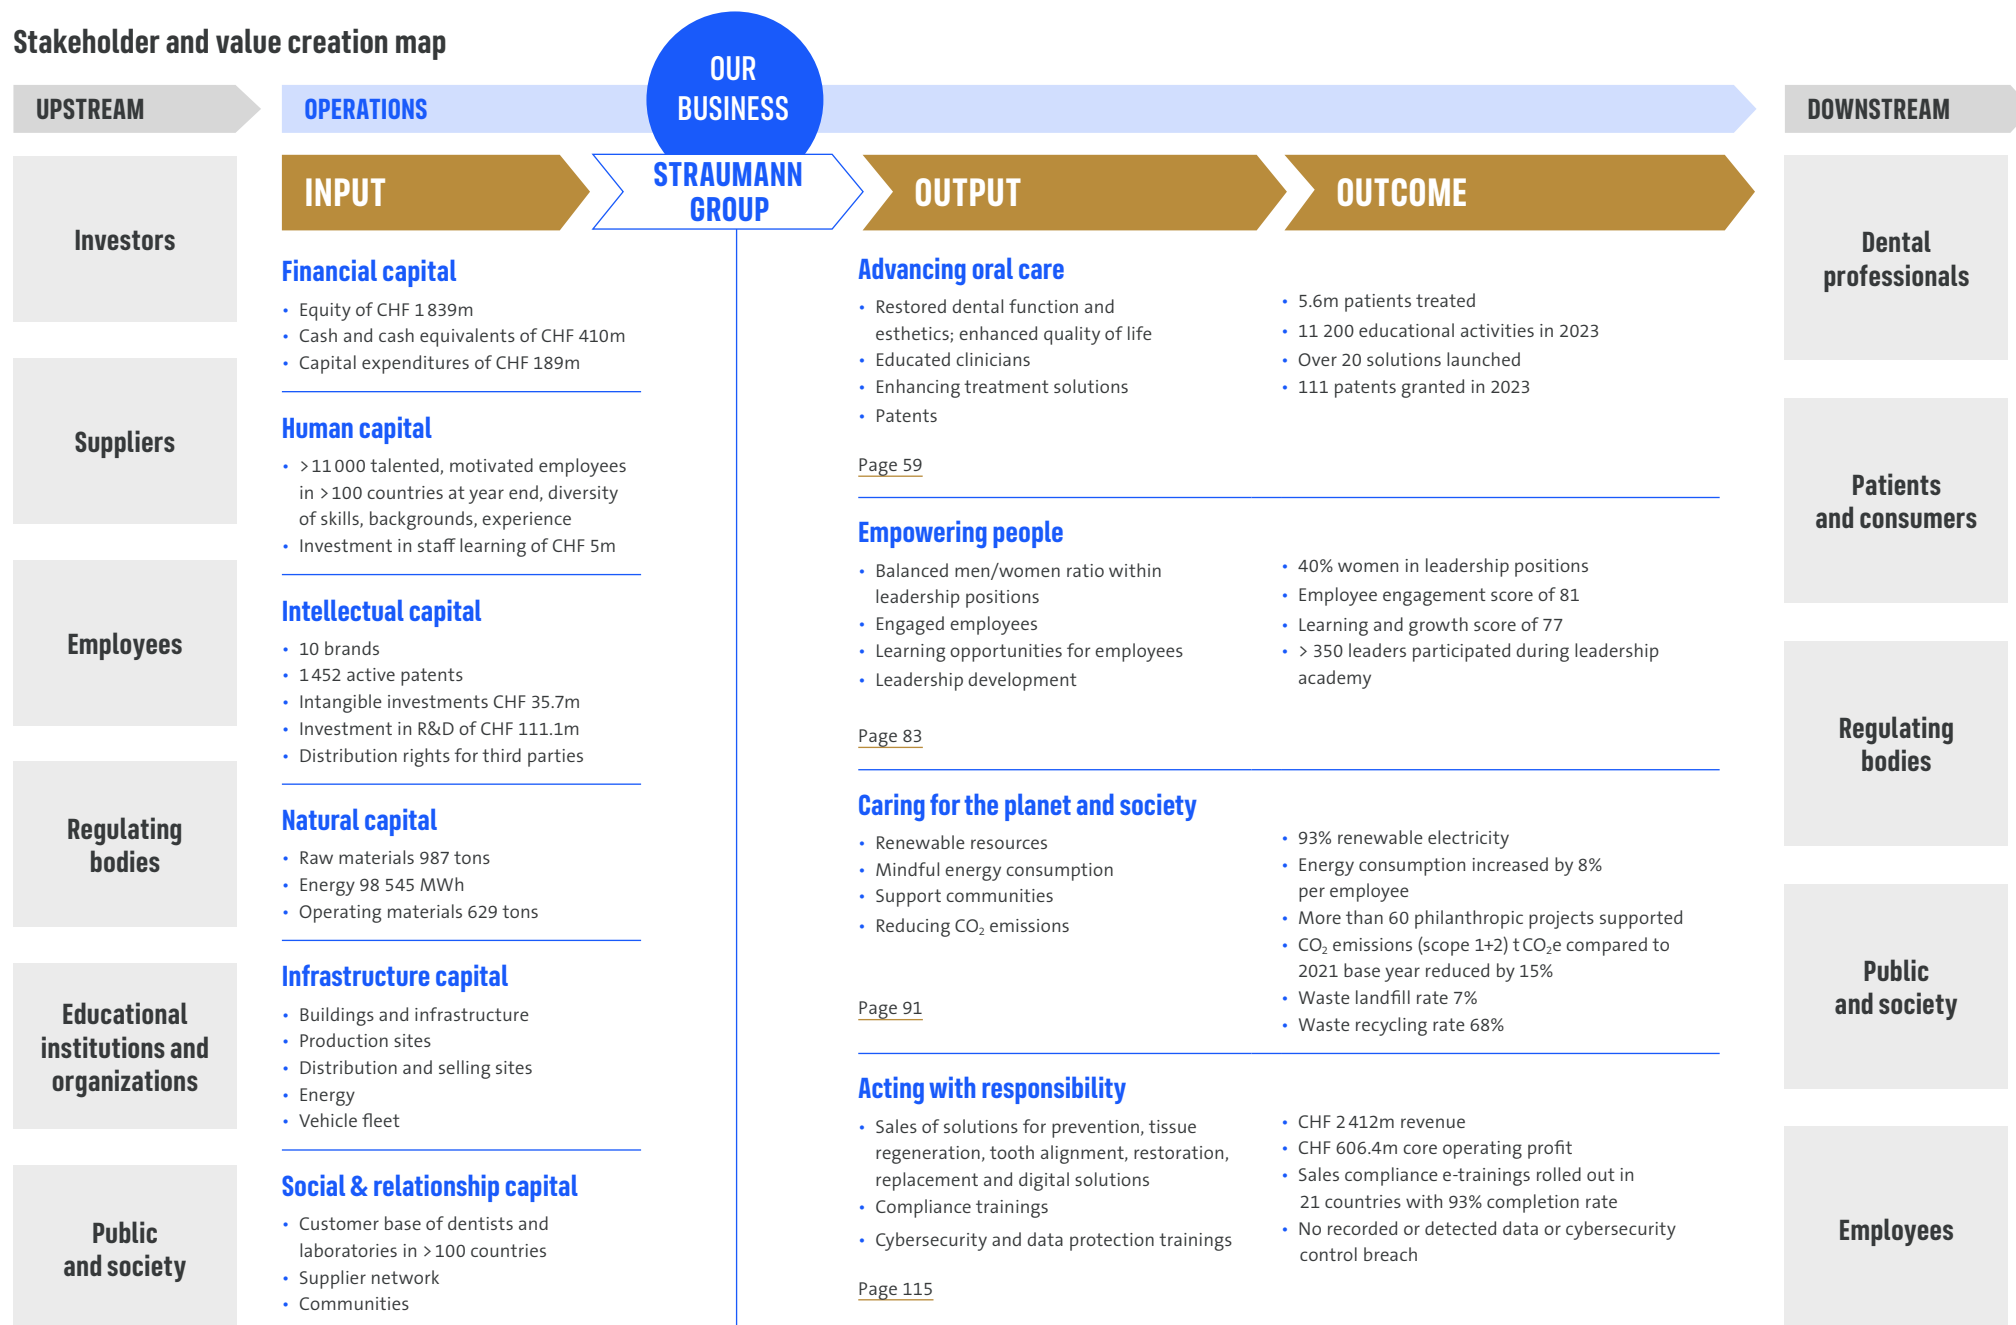 Stakeholder and value creation map
OUR
BUSINESS
UPSTREAM
OPERATIONS
DOWNSTREAM
INPUT
STRAUMANN
GROUP
OUTPUT
OUTCOME
Investors
Suppliers
Employees
Regulating
bodies
Educational
institutions and
organizations
Public
and society
Financial capital
• Equity of CHF 1 839m
• Cash and cash equivalents of CHF 410m
• Capital expenditures of CHF 189m
Human capital
• > 11 000 talented, motivated employees
in > 100 countries at year end, diversity
of skills, backgrounds, experience
• Investment in staff learning of CHF 5m
Intellectual capital
• 10 brands
• 1 452 active patents
• Intangible investments CHF 35.7m
• Investment in R&D of CHF 111.1m
• Distribution rights for third parties
Natural capital
• Raw materials 987 tons
• Energy 98 545 MWh
• Operating materials 629 tons
Infrastructure capital
• Buildings and infrastructure
• Production sites
• Distribution and selling sites
• Energy
• Vehicle fleet
Social & relationship capital
• Customer base of dentists and
laboratories in > 100 countries
• Supplier network
• Communities
Advancing oral care
• Restored dental function and
esthetics; enhanced quality of life
• Educated clinicians
• Enhancing treatment solutions
• Patents
Page 59
• 5.6m patients treated
• 11 200 educational activities in 2023
• Over 20 solutions launched
• 111 patents granted in 2023
Empowering people
• Balanced men/women ratio within
leadership positions
• Engaged employees
• Learning opportunities for employees
• Leadership development
Page 83
• 40% women in leadership positions
• Employee engagement score of 81
• Learning and growth score of 77
• > 350 leaders participated during leadership
academy
Caring for the planet and society
• Renewable resources
• Mindful energy consumption
• Support communities
• Reducing CO₂ emissions
Page 91
• 93% renewable electricity
• Energy consumption increased by 8%
per employee
• More than 60 philanthropic projects supported
• CO₂ emissions (scope 1+2) t CO₂e compared to
2021 base year reduced by 15%
• Waste landfill rate 7%
• Waste recycling rate 68%
Acting with responsibility
• Sales of solutions for prevention, tissue
regeneration, tooth alignment, restoration,
replacement and digital solutions
• Compliance trainings
• Cybersecurity and data protection trainings
Page 115
• CHF 2 412m revenue
• CHF 606.4m core operating profit
• Sales compliance e-trainings rolled out in
21 countries with 93% completion rate
• No recorded or detected data or cybersecurity
control breach
Dental
professionals
Patients
and consumers
Regulating
bodies
Public
and society
Employees